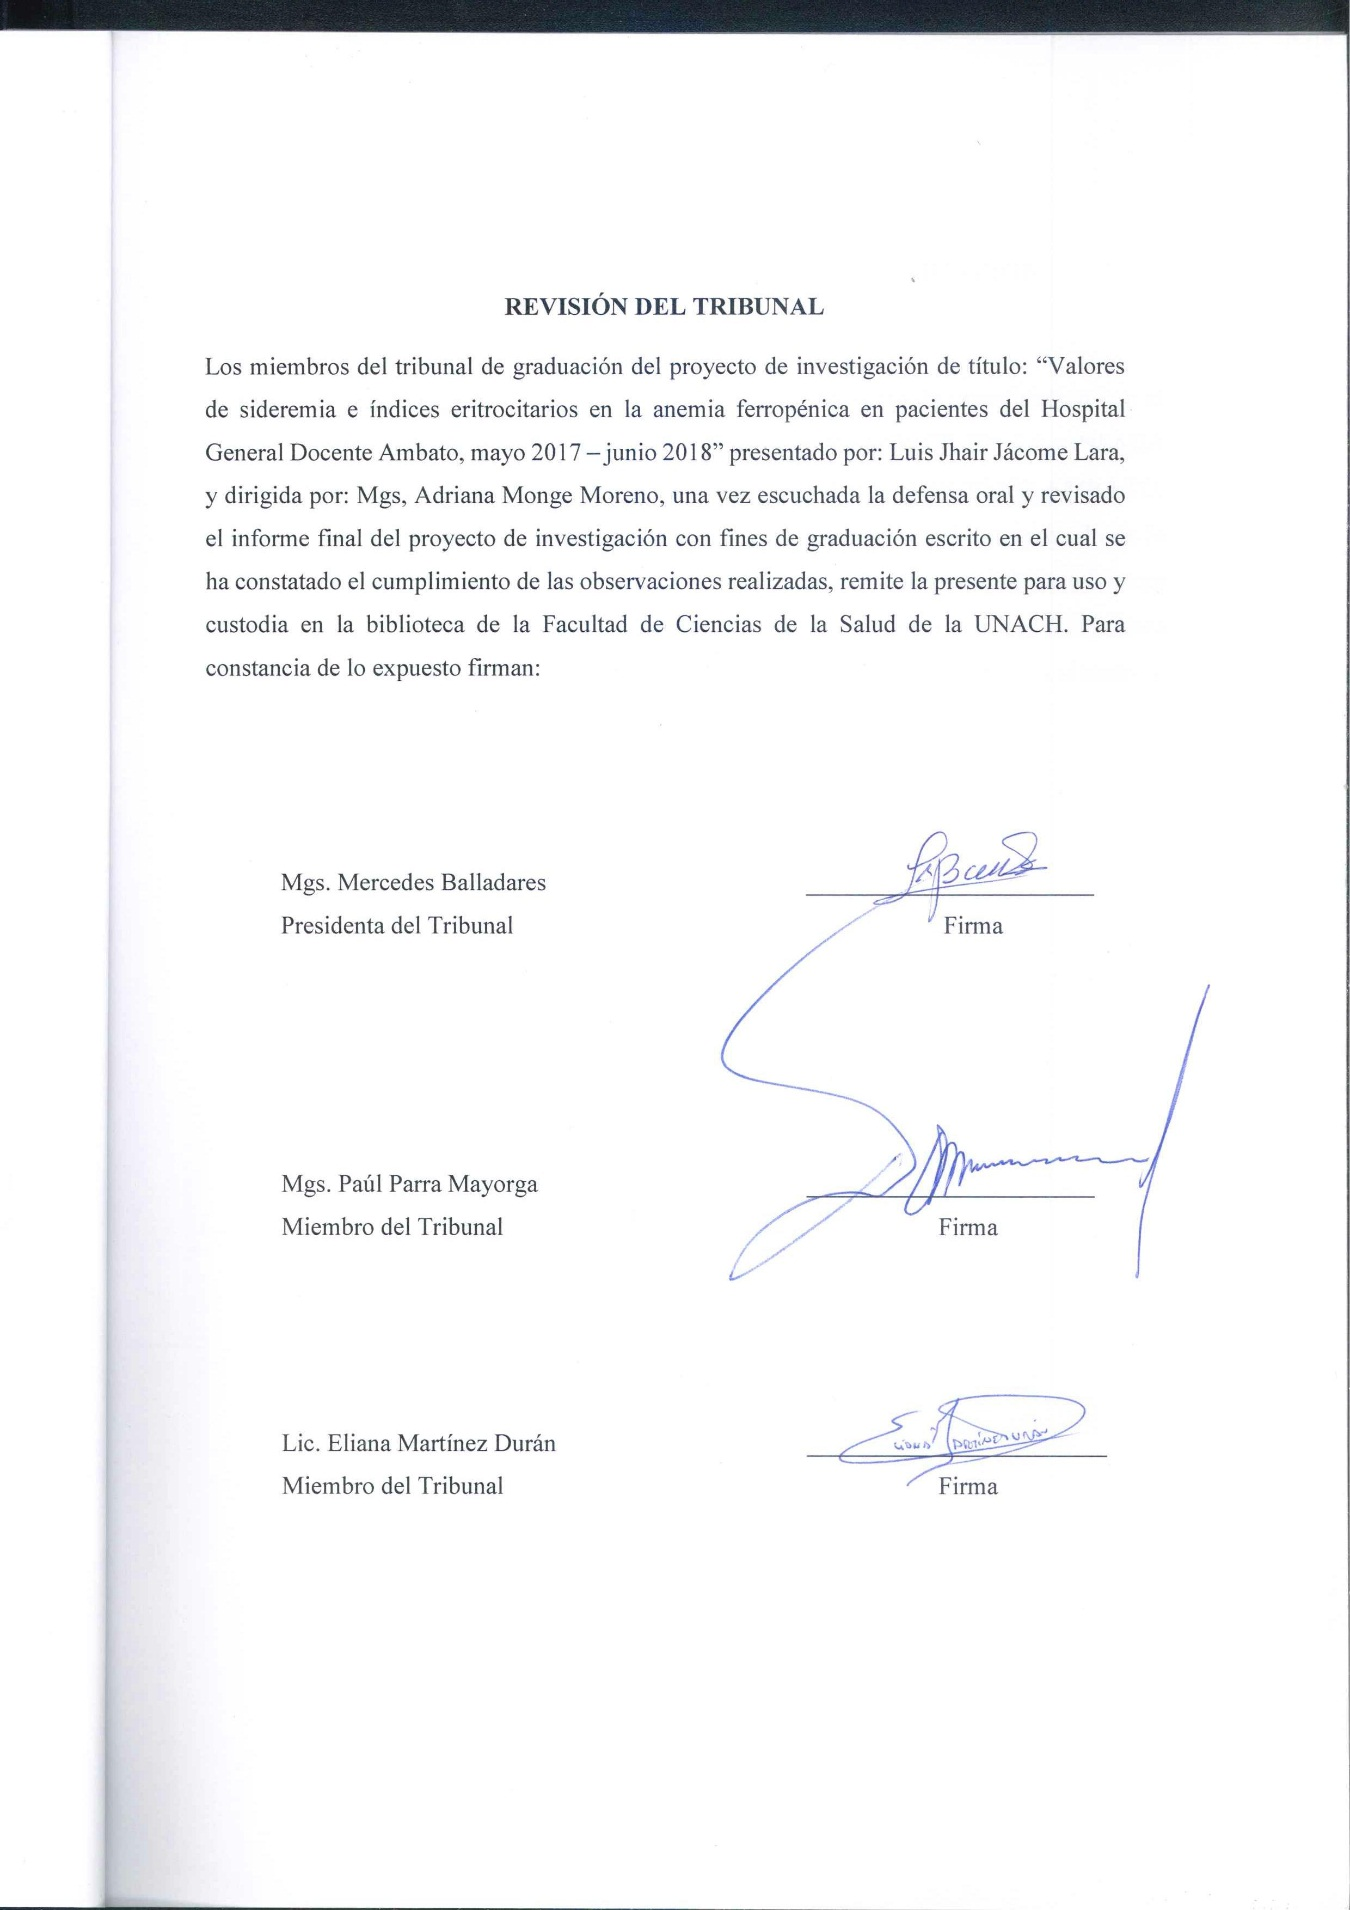 REVISIÓN DEL TRIBUNAL
Los miembros del tribunal de graduación del proyecto de investigación de título: “Valores
de sideremia e índices eritrocitarios en la anemia ferropénica en pacientes del Hospital
General Docente Ambato, mayo 2017 – junio 2018” presentado por: Luis Jhair Jácome Lara,
y dirigida por: Mgs, Adriana Monge Moreno, una vez escuchada la defensa oral y revisado
el informe final del proyecto de investigación con fines de graduación escrito en el cual se
ha constatado el cumplimiento de las observaciones realizadas, remite la presente para uso y
custodia en la biblioteca de la Facultad de Ciencias de la Salud de la UNACH. Para
constancia de lo expuesto firman:
Mgs. Mercedes Balladares
Presidenta del Tribunal
Firma
Mgs. Paúl Parra Mayorga
Miembro del Tribunal
Firma
Lic. Eliana Martínez Durán
Miembro del Tribunal
Firma